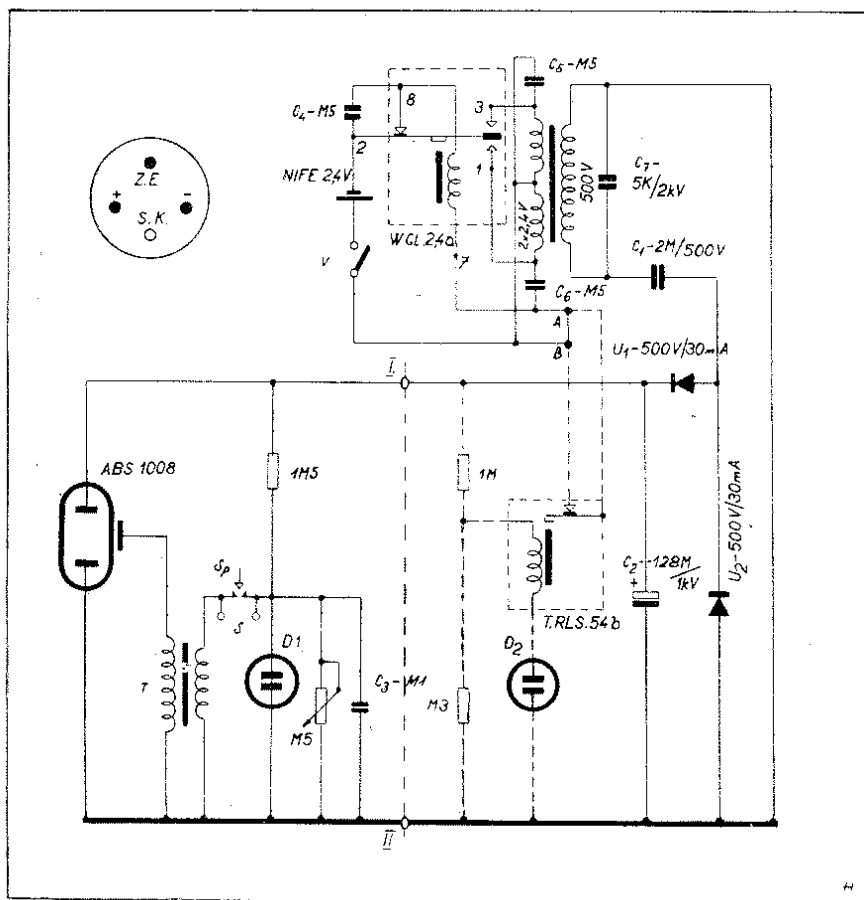 C5-M5
8
3
C4-M5
2
Z.E
+
-
S.K.
1
NIFE 2,4V
500V
C7-
5K/2kV
2x2,4V
WGL.2,4a
7
V
C1-2M/500V
C6-M5
A
B
U1-500V/30mA
I
ABS 1008
1M5
1M
U2-500V/30mA
Sp
C2-128M
/1kV
+
S
T.RLS.54b
D1
D2
C3-M1
T
M3
M5
II
H